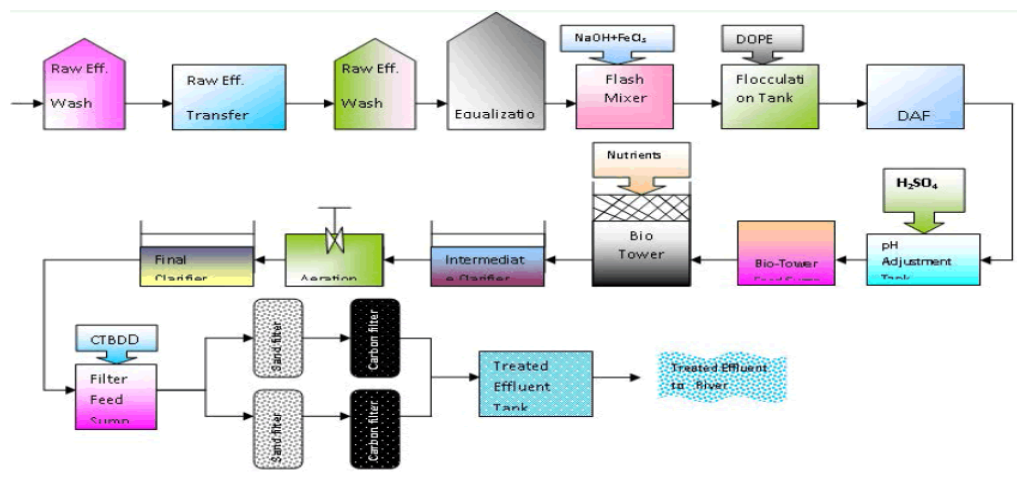 Raw Eff.
Wash
Raw Eff.
Transfer
Raw Eff.
Wash
Equalizatio
NaOH+FeCl₃
Flash
Mixer
DOPE
Flocculati
on Tank
DAF
H₂SO₄
pH
Adjustment
Tank
Bio-Tower
Feed Sump
Nutrients
Bio
Tower
Intermediat
e Clarifier
Aeration
Final
Clarifier
CTBDD
Filter
Feed
Sump
Sand filter
Carbon filter
Sand filter
Carbon filter
Treated
Effluent
Tank
Treated Effluent
to River